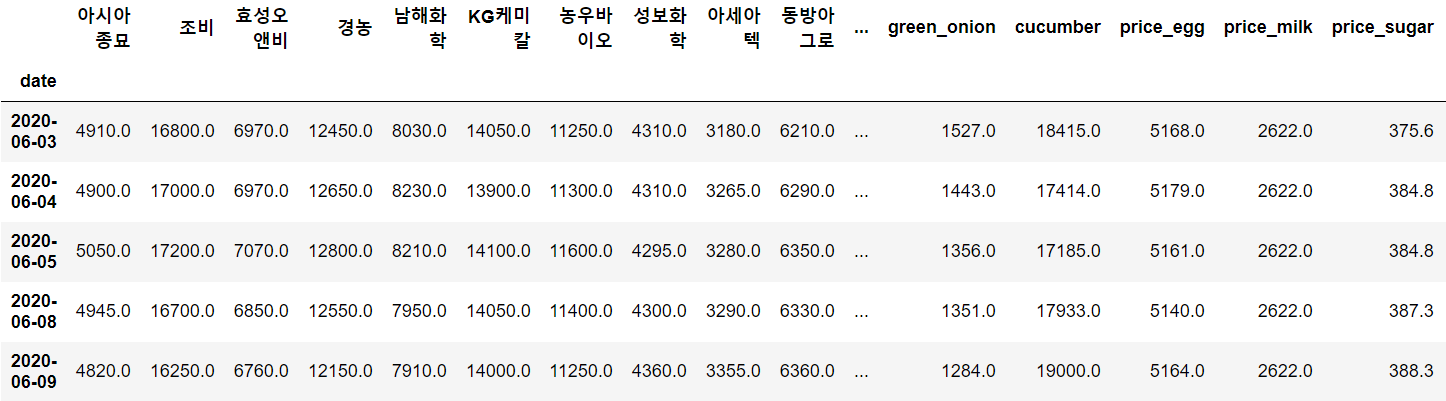 아시아종묘 조비 효성오앤비 경농 남해화학 KG케미칼 농우바이오 성보화학 아세아텍 동방아그로 ... green_onion cucumber price_egg price_milk price_sugar
date
2020-06-03 4910.0 16800.0 6970.0 12450.0 8030.0 14050.0 11250.0 4310.0 3180.0 6210.0 ... 1527.0 18415.0 5168.0 2622.0 375.6
2020-06-04 4900.0 17000.0 6970.0 12650.0 8230.0 13900.0 11300.0 4310.0 3265.0 6290.0 ... 1443.0 17414.0 5179.0 2622.0 384.8
2020-06-05 5050.0 17200.0 7070.0 12800.0 8210.0 14100.0 11600.0 4295.0 3280.0 6350.0 ... 1356.0 17185.0 5161.0 2622.0 384.8
2020-06-08 4945.0 16700.0 6850.0 12550.0 7950.0 14050.0 11400.0 4300.0 3290.0 6330.0 ... 1351.0 17933.0 5140.0 2622.0 387.3
2020-06-09 4820.0 16250.0 6760.0 12150.0 7910.0 14000.0 11250.0 4360.0 3355.0 6360.0 ... 1284.0 19000.0 5164.0 2622.0 388.3